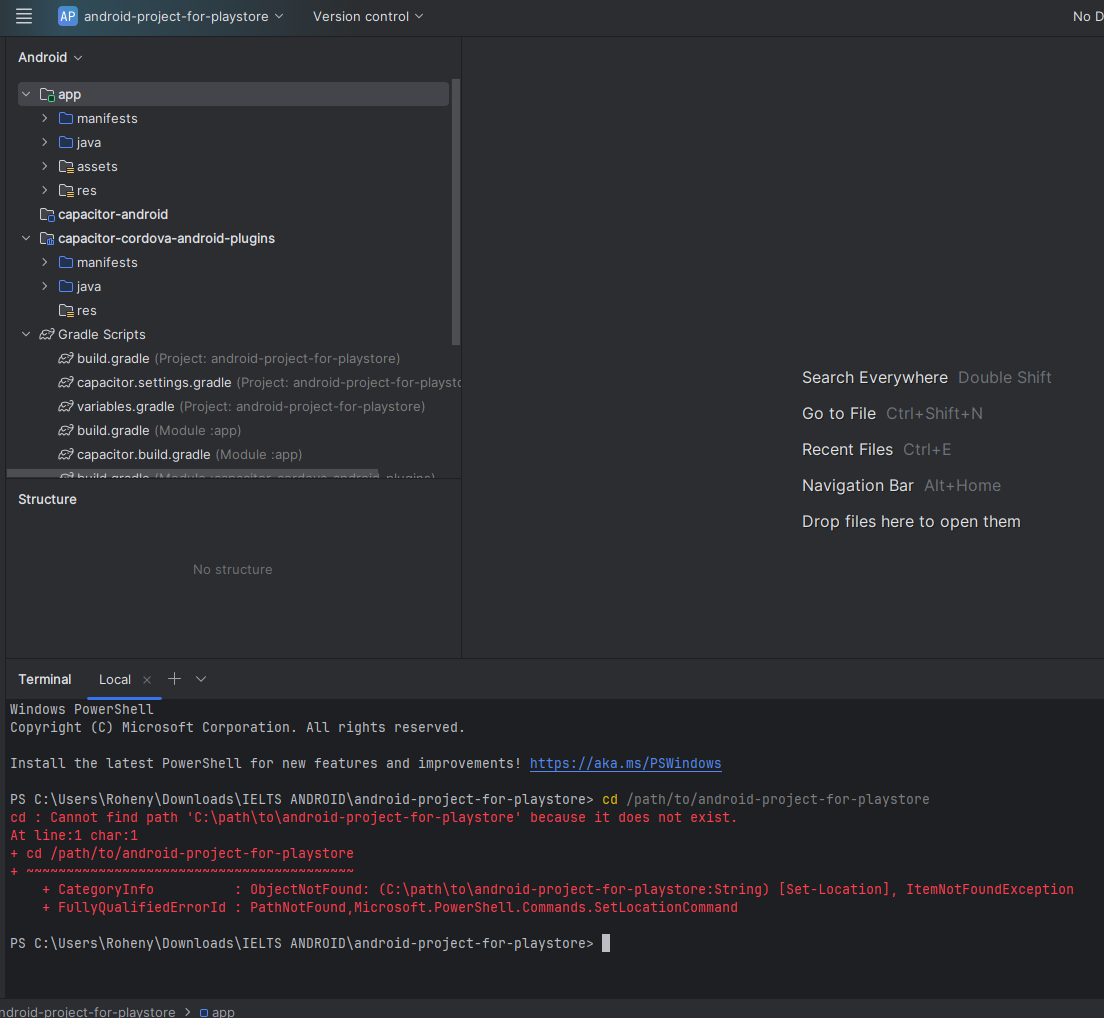 AP android-project-for-playstore
Version control
No D
Android
app
manifests
java
assets
res
capacitor-android
capacitor-cordova-android-plugins
manifests
java
res
Gradle Scripts
build.gradle (Project: android-project-for-playstore)
capacitor.settings.gradle (Project: android-project-for-playsto
variables.gradle (Project: android-project-for-playstore)
build.gradle (Module :app)
capacitor.build.gradle (Module :app)
build.gradle (Module :capacitor-cordova-android-plugins)
Search Everywhere Double Shift
Go to File Ctrl+Shift+N
Recent Files Ctrl+E
Navigation Bar Alt+Home
Drop files here to open them
Structure
No structure
Terminal Local
Windows PowerShell
Copyright (C) Microsoft Corporation. All rights reserved.
Install the latest PowerShell for new features and improvements! https://aka.ms/PSWindows
PS C:\Users\Roheny\Downloads\IELTS ANDROID\android-project-for-playstore> cd /path/to/android-project-for-playstore
cd : Cannot find path 'C:\path\to\android-project-for-playstore' because it does not exist.
At line:1 char:1
+ cd /path/to/android-project-for-playstore
+ ~~~~~~~~~~~~~~~~~~~~~~~~~~~~~~~~~~~~~~~~~
+ CategoryInfo : ObjectNotFound: (C:\path\to\android-project-for-playstore:String) [Set-Location], ItemNotFoundException
+ FullyQualifiedErrorId : PathNotFound,Microsoft.PowerShell.Commands.SetLocationCommand
PS C:\Users\Roheny\Downloads\IELTS ANDROID\android-project-for-playstore>
ndroid-project-for-playstore > app